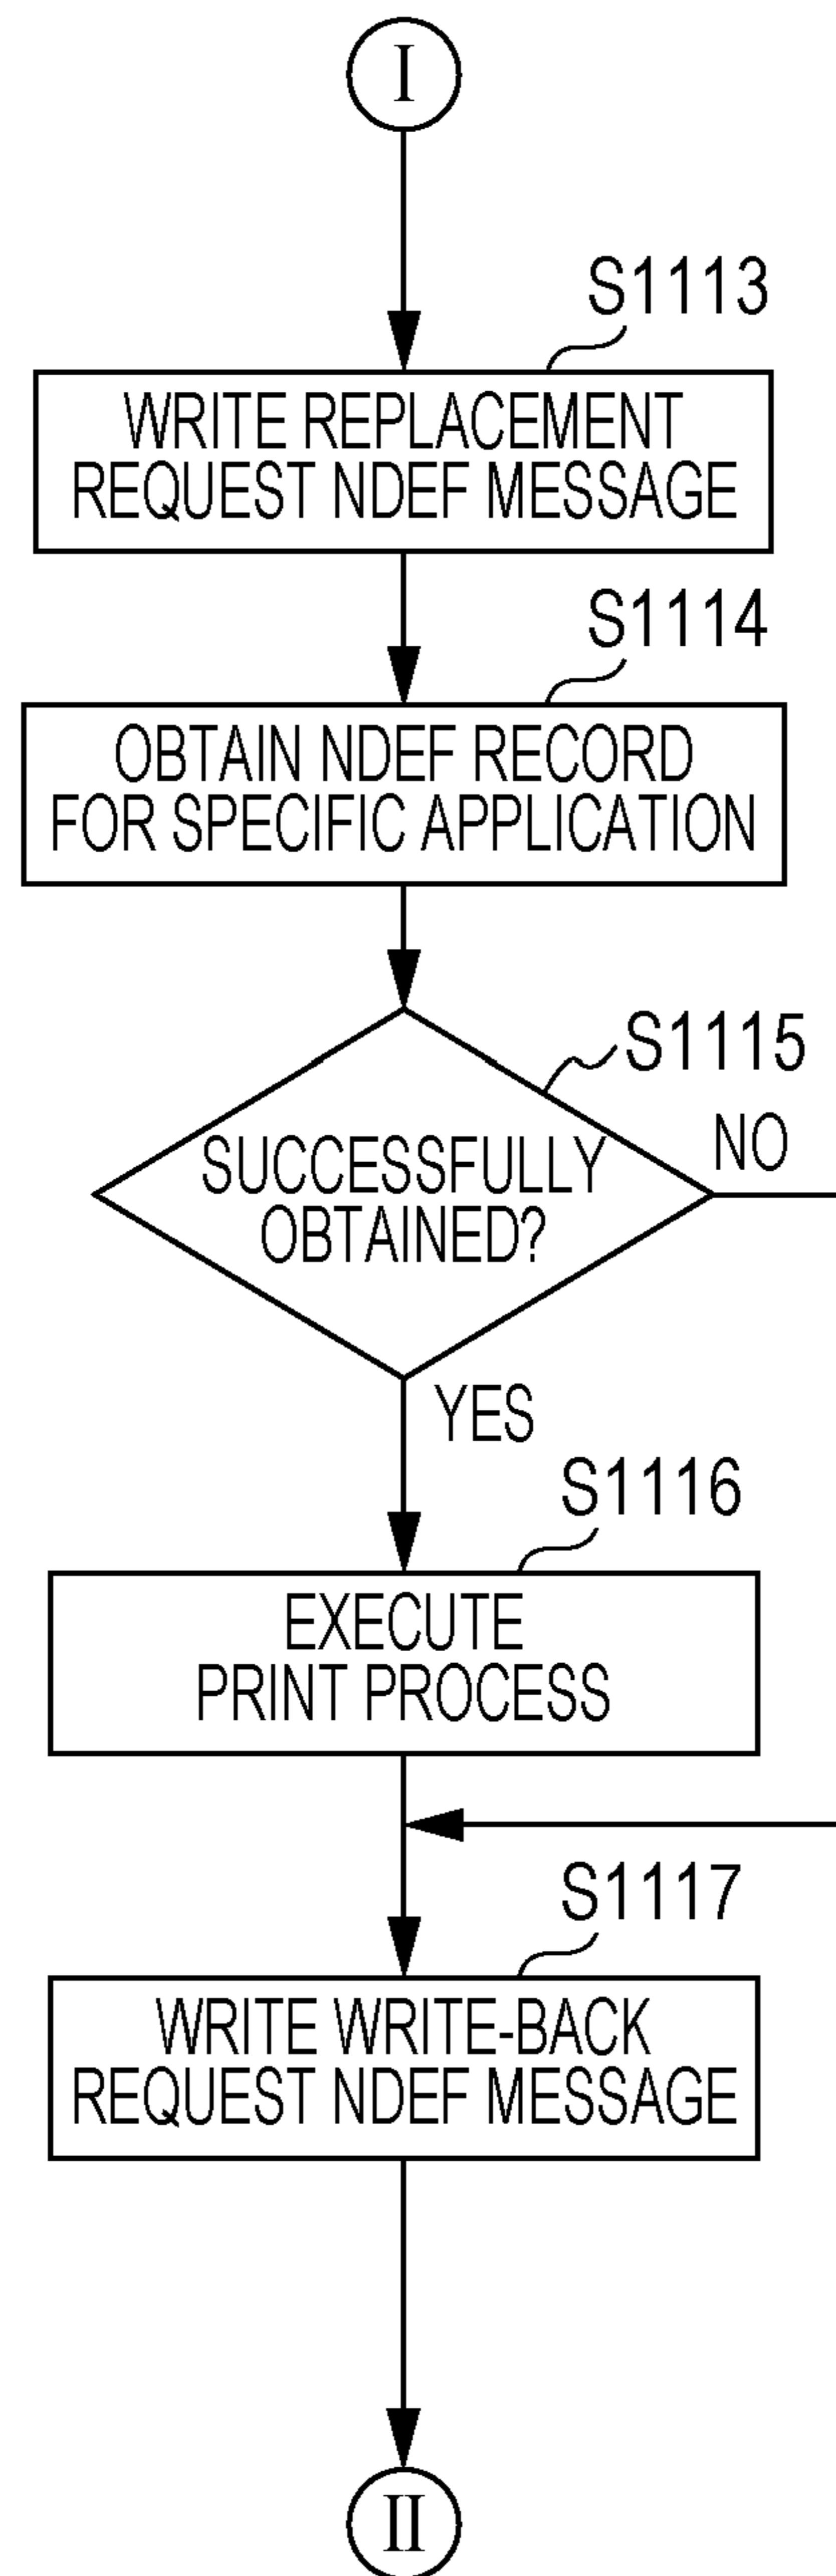 I
S1113
WRITE REPLACEMENT
REQUEST NDEF MESSAGE
S1114
OBTAIN NDEF RECORD
FOR SPECIFIC APPLICATION
S1115
NO
SUCCESSFULLY
OBTAINED?
YES
S1116
EXECUTE
PRINT PROCESS
S1117
WRITE WRITE-BACK
REQUEST NDEF MESSAGE
II